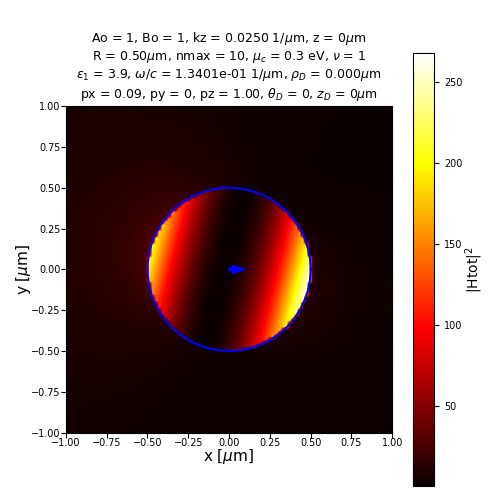 Ao = 1, Bo = 1, kz = 0.0250 1/μm, z = 0μm
R = 0.50μm, nmax = 10, μc = 0.3 eV, ν = 1
ε1 = 3.9, ω/c = 1.3401e-01 1/μm, ρD = 0.000μm
px = 0.09, py = 0, pz = 1.00, θD = 0, zD = 0μm
1.00
0.75
0.50
0.25
0.00
−0.25
−0.50
−0.75
−1.00
y [μm]
−1.00 −0.75 −0.50 −0.25 0.00 0.25 0.50 0.75 1.00
x [μm]
250
200
150
100
50
|Htot|²